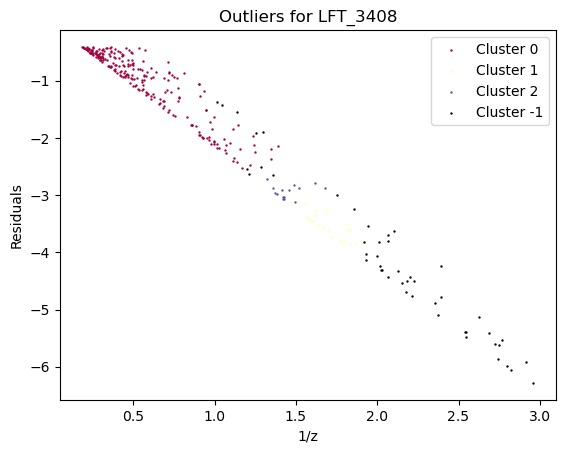 Outliers for LFT_3408
Cluster 0
Cluster 1
Cluster 2
Cluster -1
Residuals
−1
−2
−3
−4
−5
−6
0.5 1.0 1.5 2.0 2.5 3.0
1/z